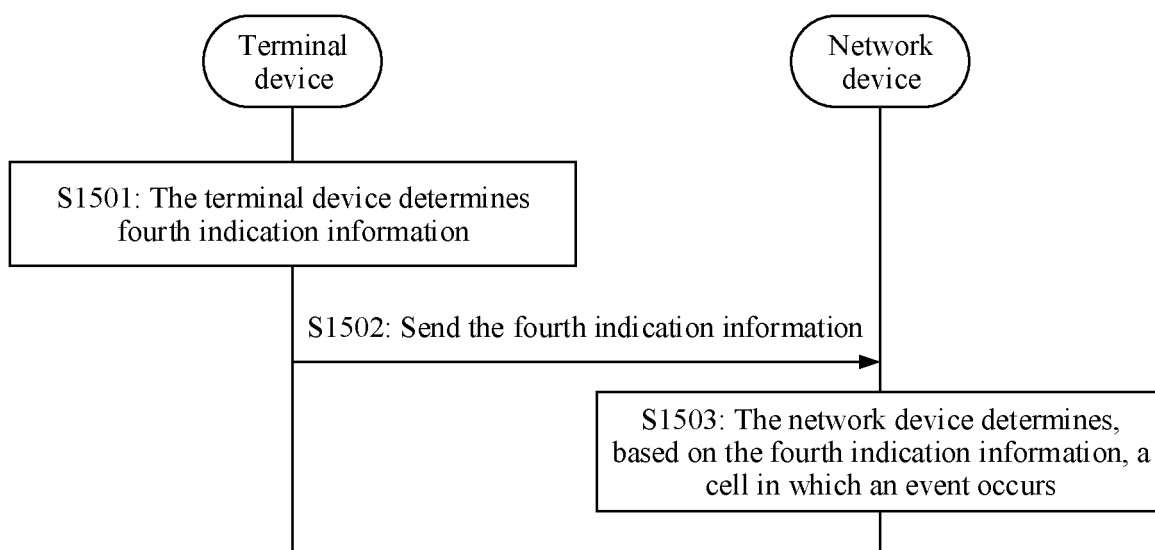 Terminal
device
Network
device
S1501: The terminal device determines
fourth indication information
S1502: Send the fourth indication information
S1503: The network device determines,
based on the fourth indication information, a
cell in which an event occurs